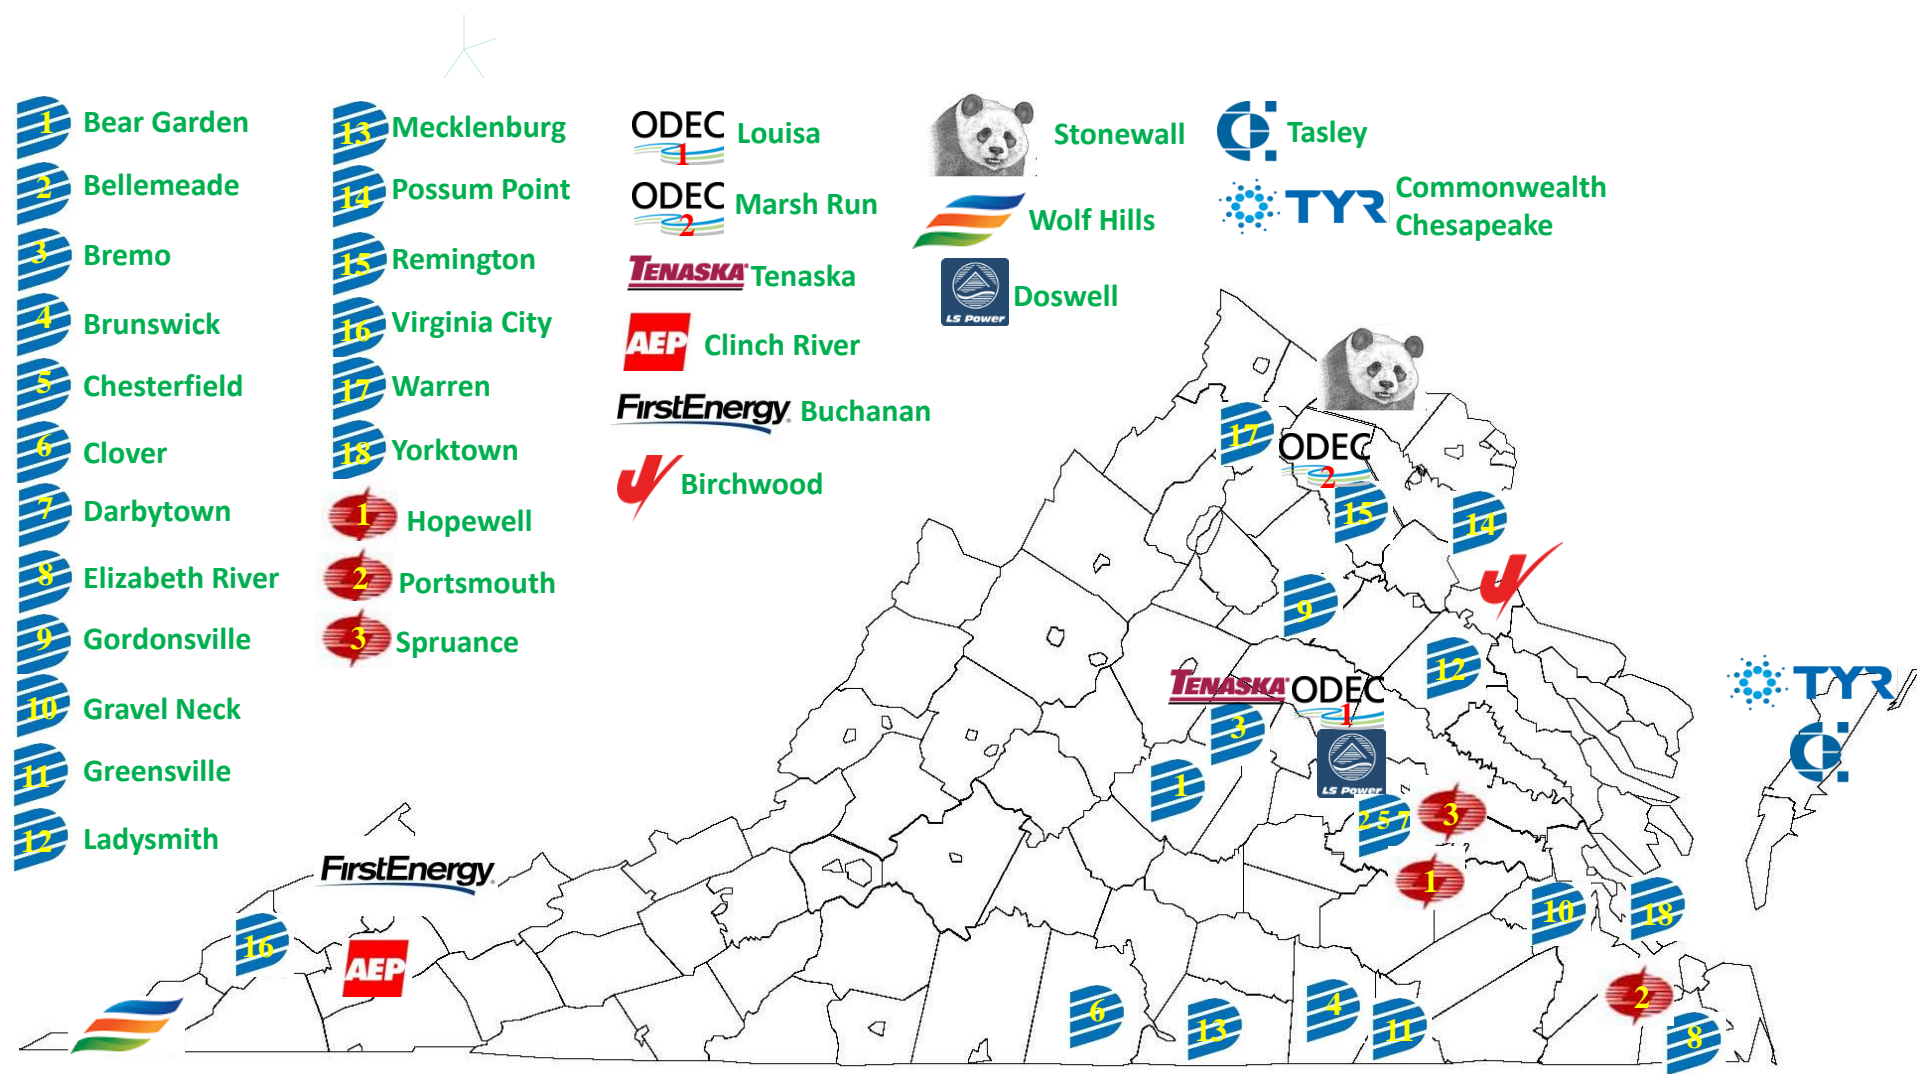 1 Bear Garden
2 Bellemeade
3 Bremo
4 Brunswick
5 Chesterfield
6 Clover
7 Darbytown
8 Elizabeth River
9 Gordonsville
10 Gravel Neck
11 Greensville
12 Ladysmith
13 Mecklenburg
14 Possum Point
15 Remington
16 Virginia City
17 Warren
18 Yorktown
1 Hopewell
2 Portsmouth
3 Spruance
ODEC 1 Louisa
ODEC 2 Marsh Run
TENASKA Tenaska
AEP Clinch River
FirstEnergy Buchanan
Birchwood
Stonewall
Wolf Hills
LS Power Doswell
Tasley
TYR Commonwealth
Chesapeake
17
ODEC
2
15
14
9
12
TENASKA
ODEC
1
TYR
3
LS Power
1
2 5 7
3
FirstEnergy
1
10
18
16
AEP
2
6
13
4
11
8